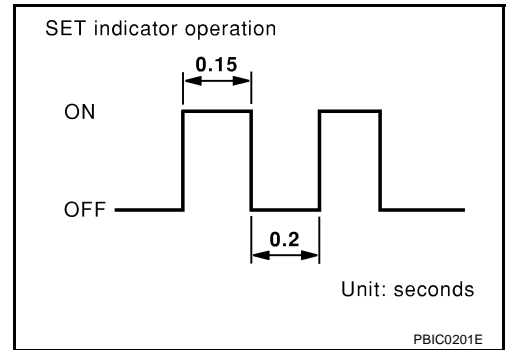 SET indicator operation
0.15
ON
OFF
0.2
Unit: seconds
PBIC0201E